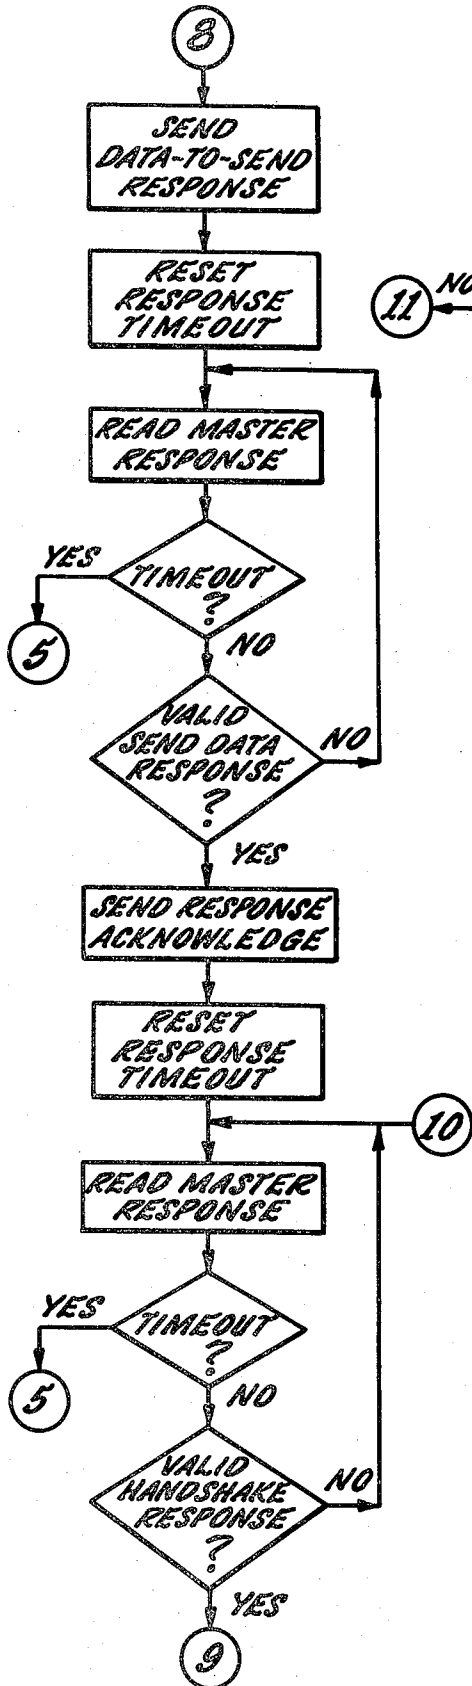 8
SEND
DATA-TO-SEND
RESPONSE
RESET
RESPONSE
TIMEOUT
11
NO
READ MASTER
RESPONSE
YES
TIMEOUT
?
5
NO
VALID
SEND DATA
RESPONSE
?
NO
YES
SEND RESPONSE
ACKNOWLEDGE
RESET
RESPONSE
TIMEOUT
10
READ MASTER
RESPONSE
YES
TIMEOUT
?
5
NO
VALID
HANDSHAKE
RESPONSE
?
NO
YES
9